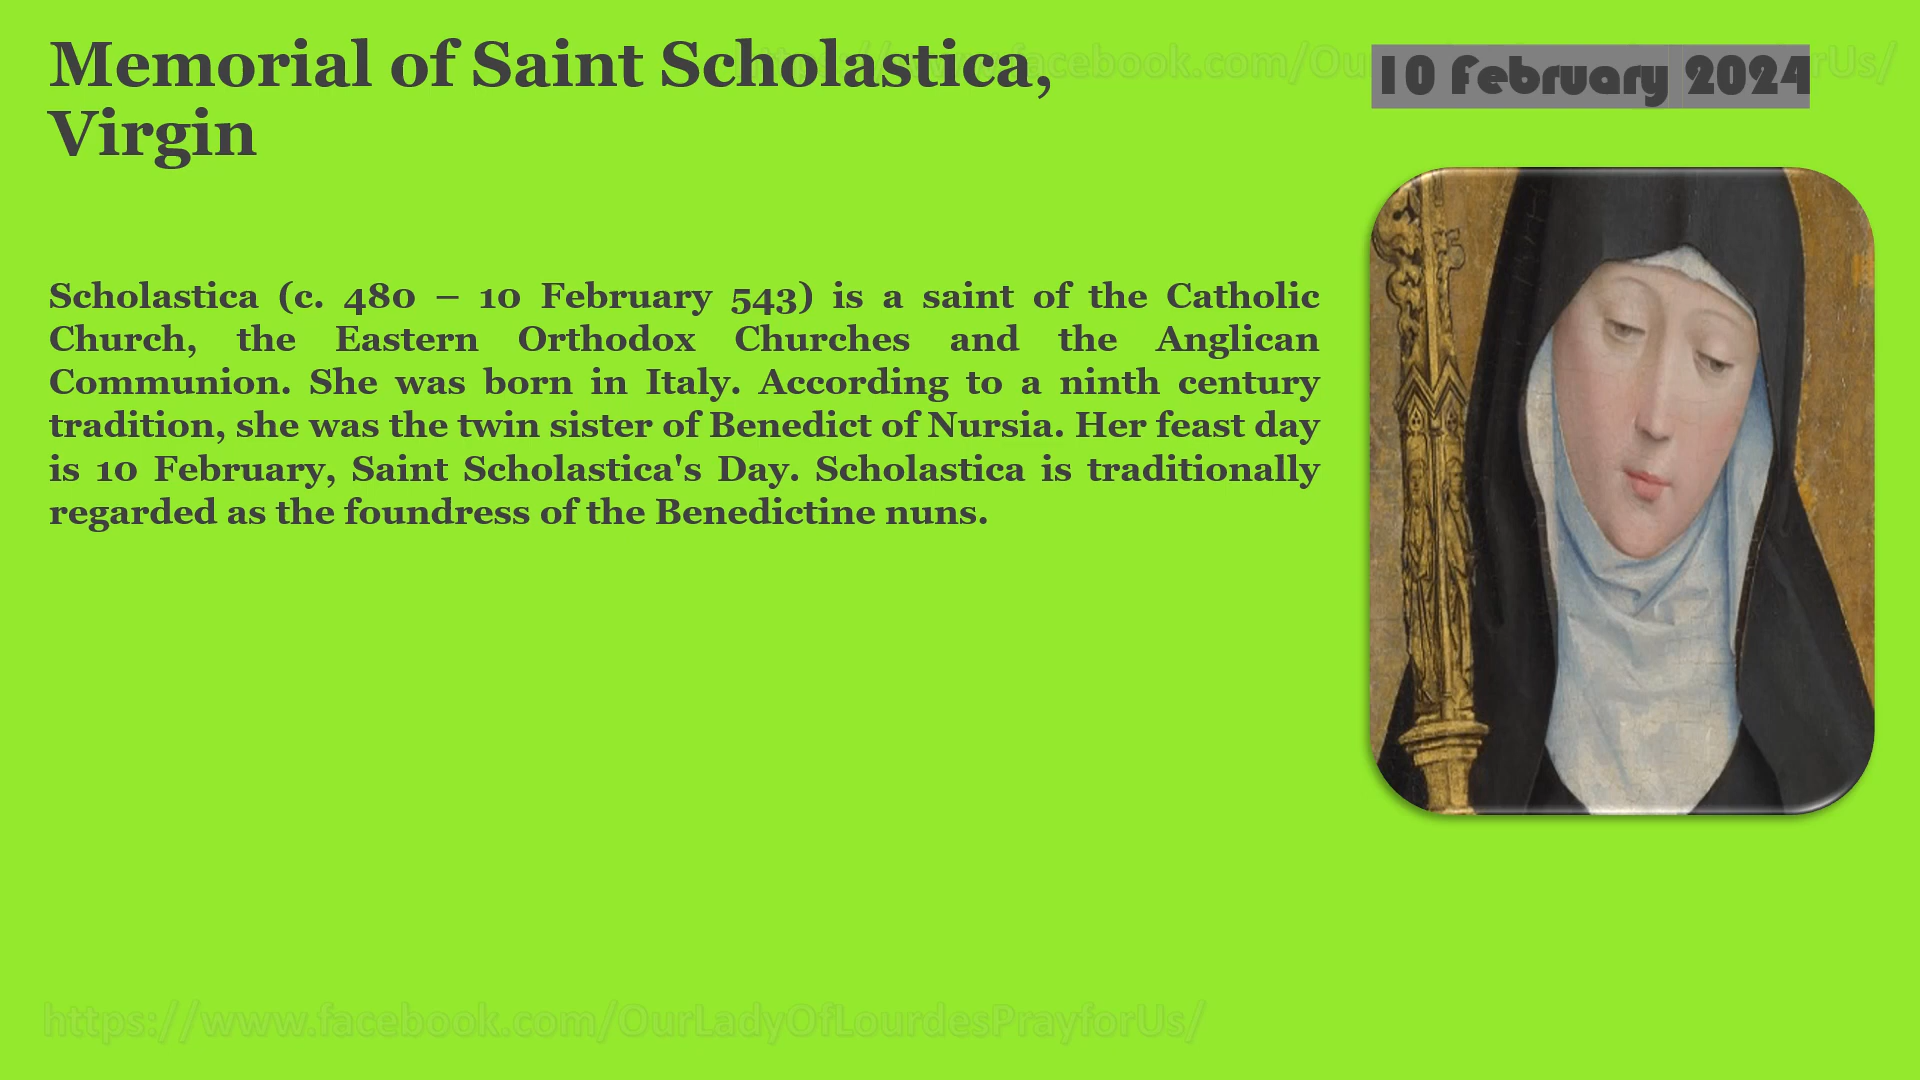 Memorial of Saint Scholastica,
Virgin
10 February 2024
Scholastica (c. 480 – 10 February 543) is a saint of the Catholic
Church, the Eastern Orthodox Churches and the Anglican
Communion. She was born in Italy. According to a ninth century
tradition, she was the twin sister of Benedict of Nursia. Her feast day
is 10 February, Saint Scholastica's Day. Scholastica is traditionally
regarded as the foundress of the Benedictine nuns.
https://www.facebook.com/OurLadyOfLourdesPrayforUs/